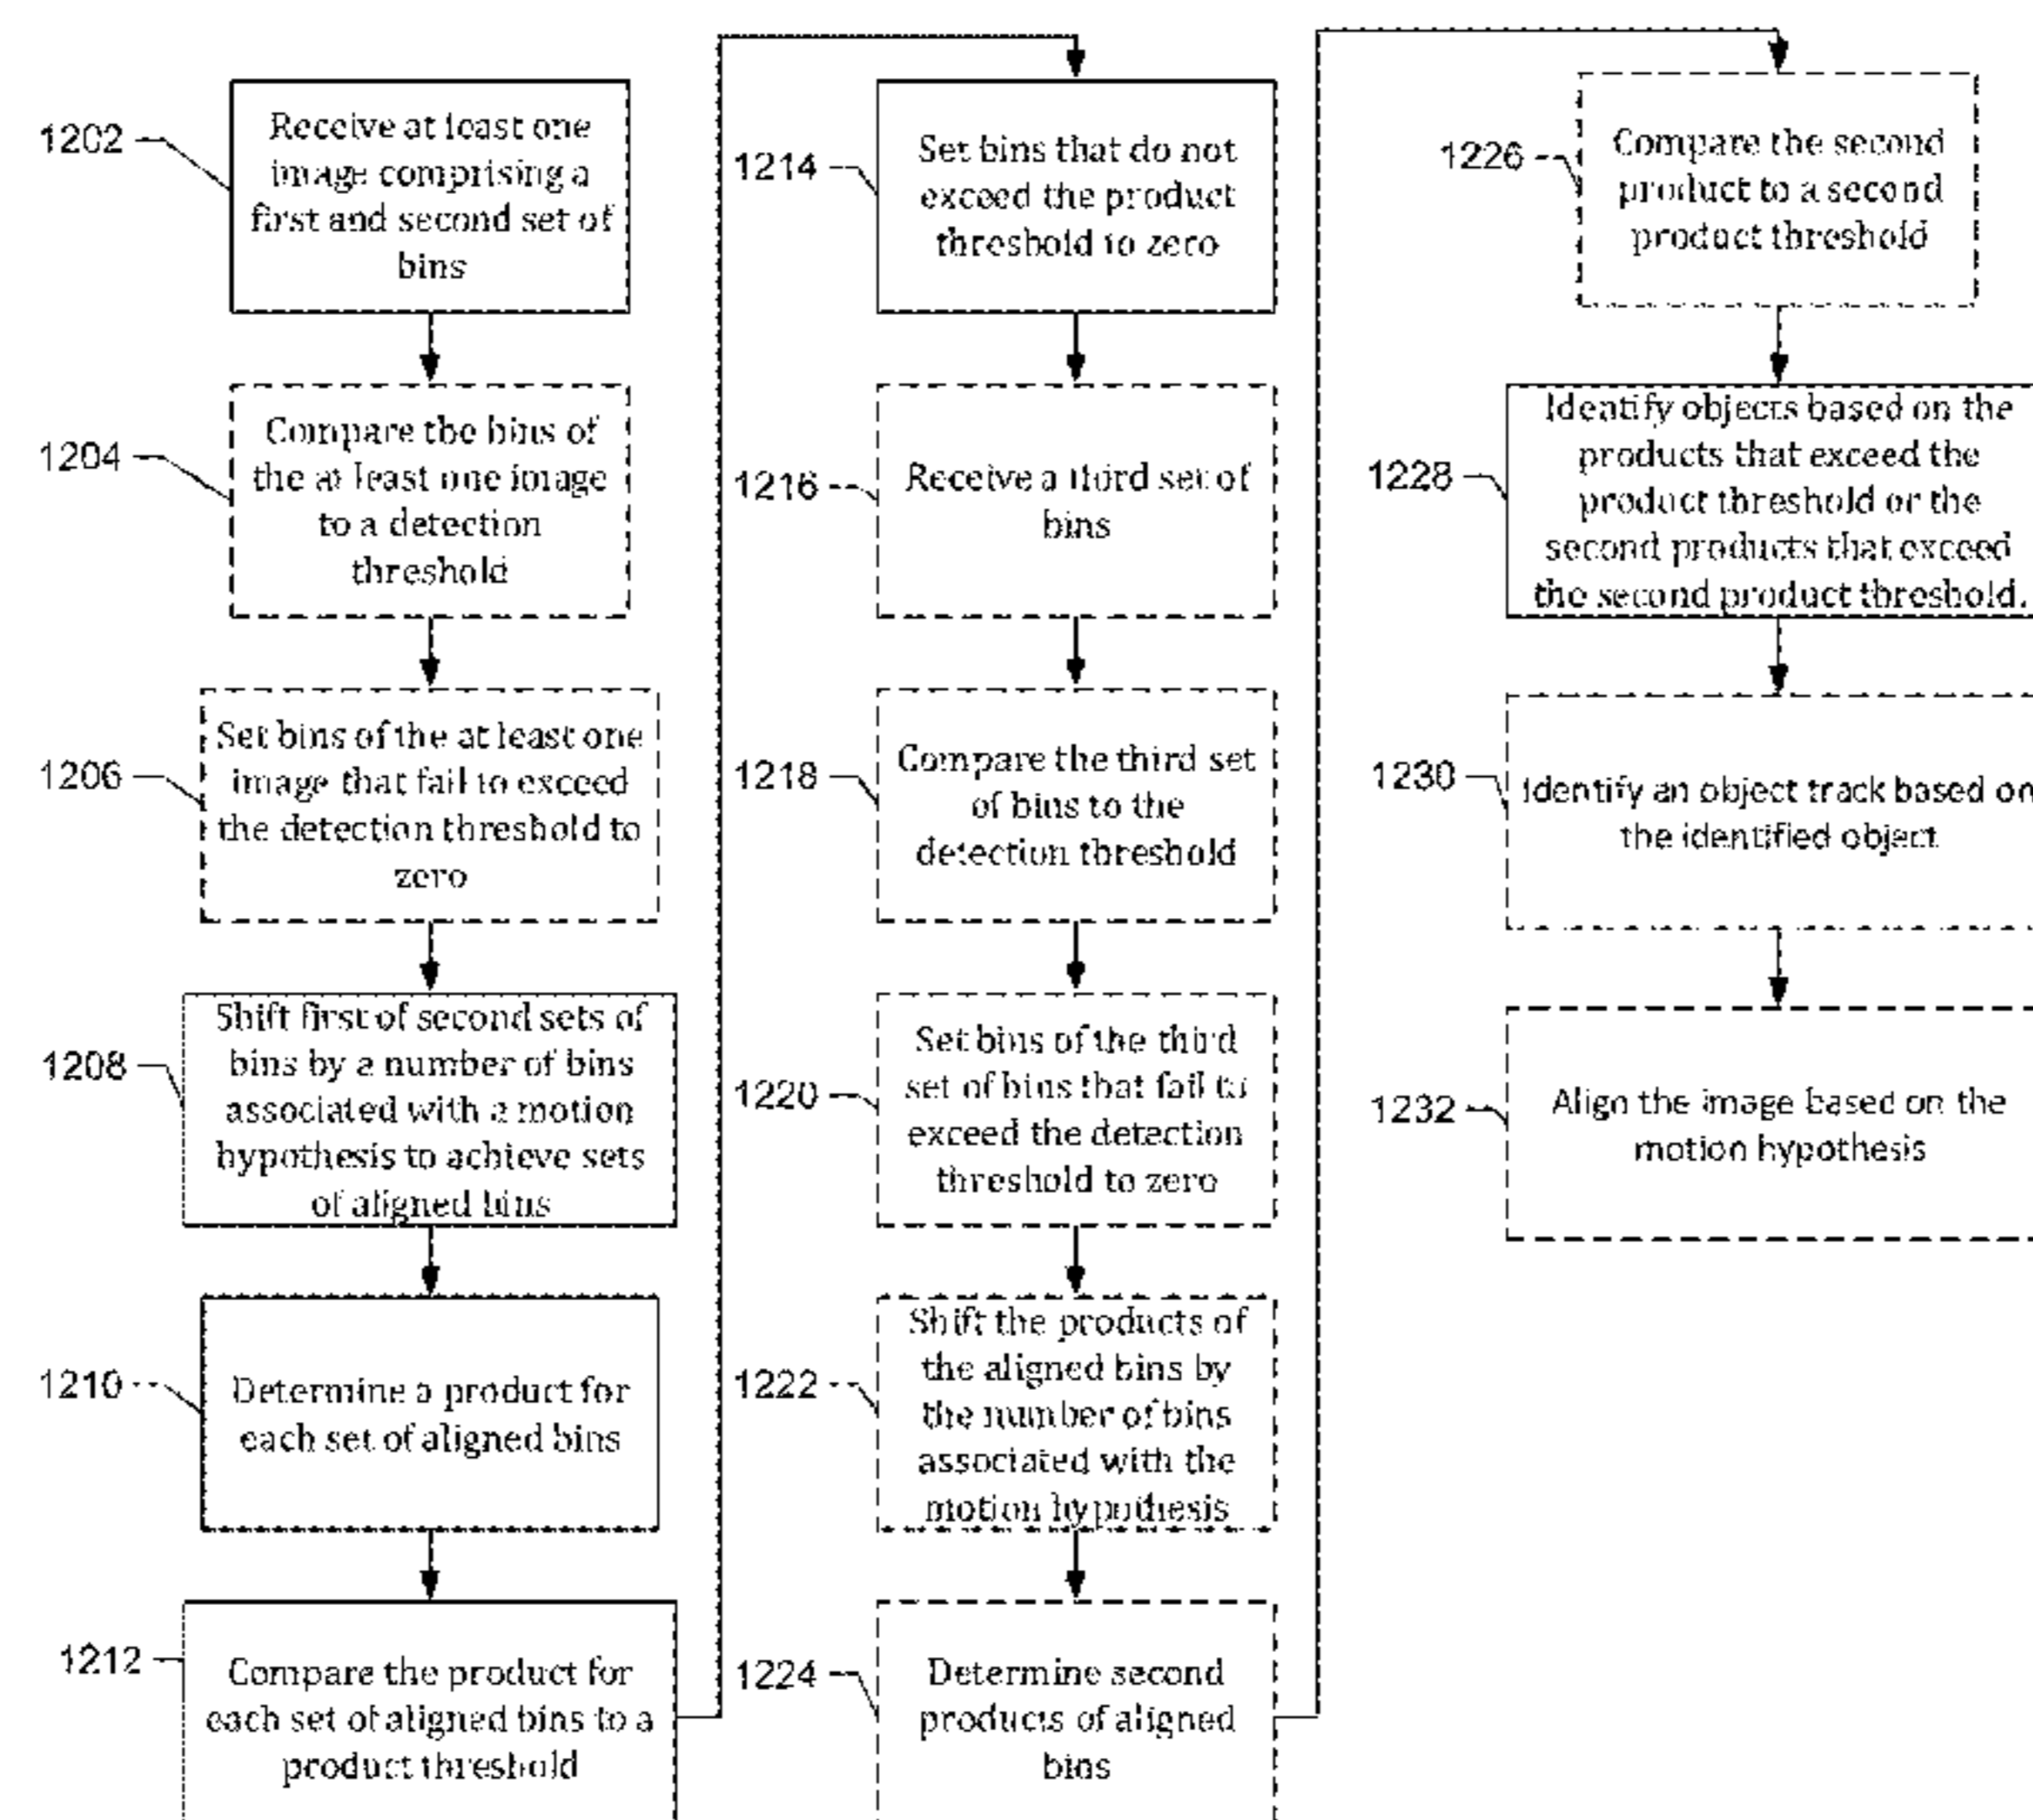 1202
Receive at least one
image comprising a
first and second set of
bins
1204
Compare the bins of
the at least one image
to a detection
threshold
1206
Set bins of the at least one
image that fail to exceed
the detection threshold to
zero
1208
Shift first of second sets of
bins by a number of bins
associated with a motion
hypothesis to achieve sets
of aligned bins
1210
Determine a product for
each set of aligned bins
1212
Compare the product for
each set of aligned bins to a
product threshold
1214
Set bins that do not
exceed the product
threshold to zero
1216
Receive a third set of
bins
1218
Compare the third set
of bins to the
detection threshold
1220
Set bins of the third
set of bins that fail to
exceed the detection
threshold to zero
1222
Shift the products of
the aligned bins by
the number of bins
associated with the
motion hypothesis
1224
Determine second
products of aligned
bins
1226
Compare the second
product to a second
product threshold
1228
Identify objects based on the
products that exceed the
product threshold or the
second products that exceed
the second product threshold.
1230
Identify an object track based on
the identified object
1232
Align the image based on the
motion hypothesis